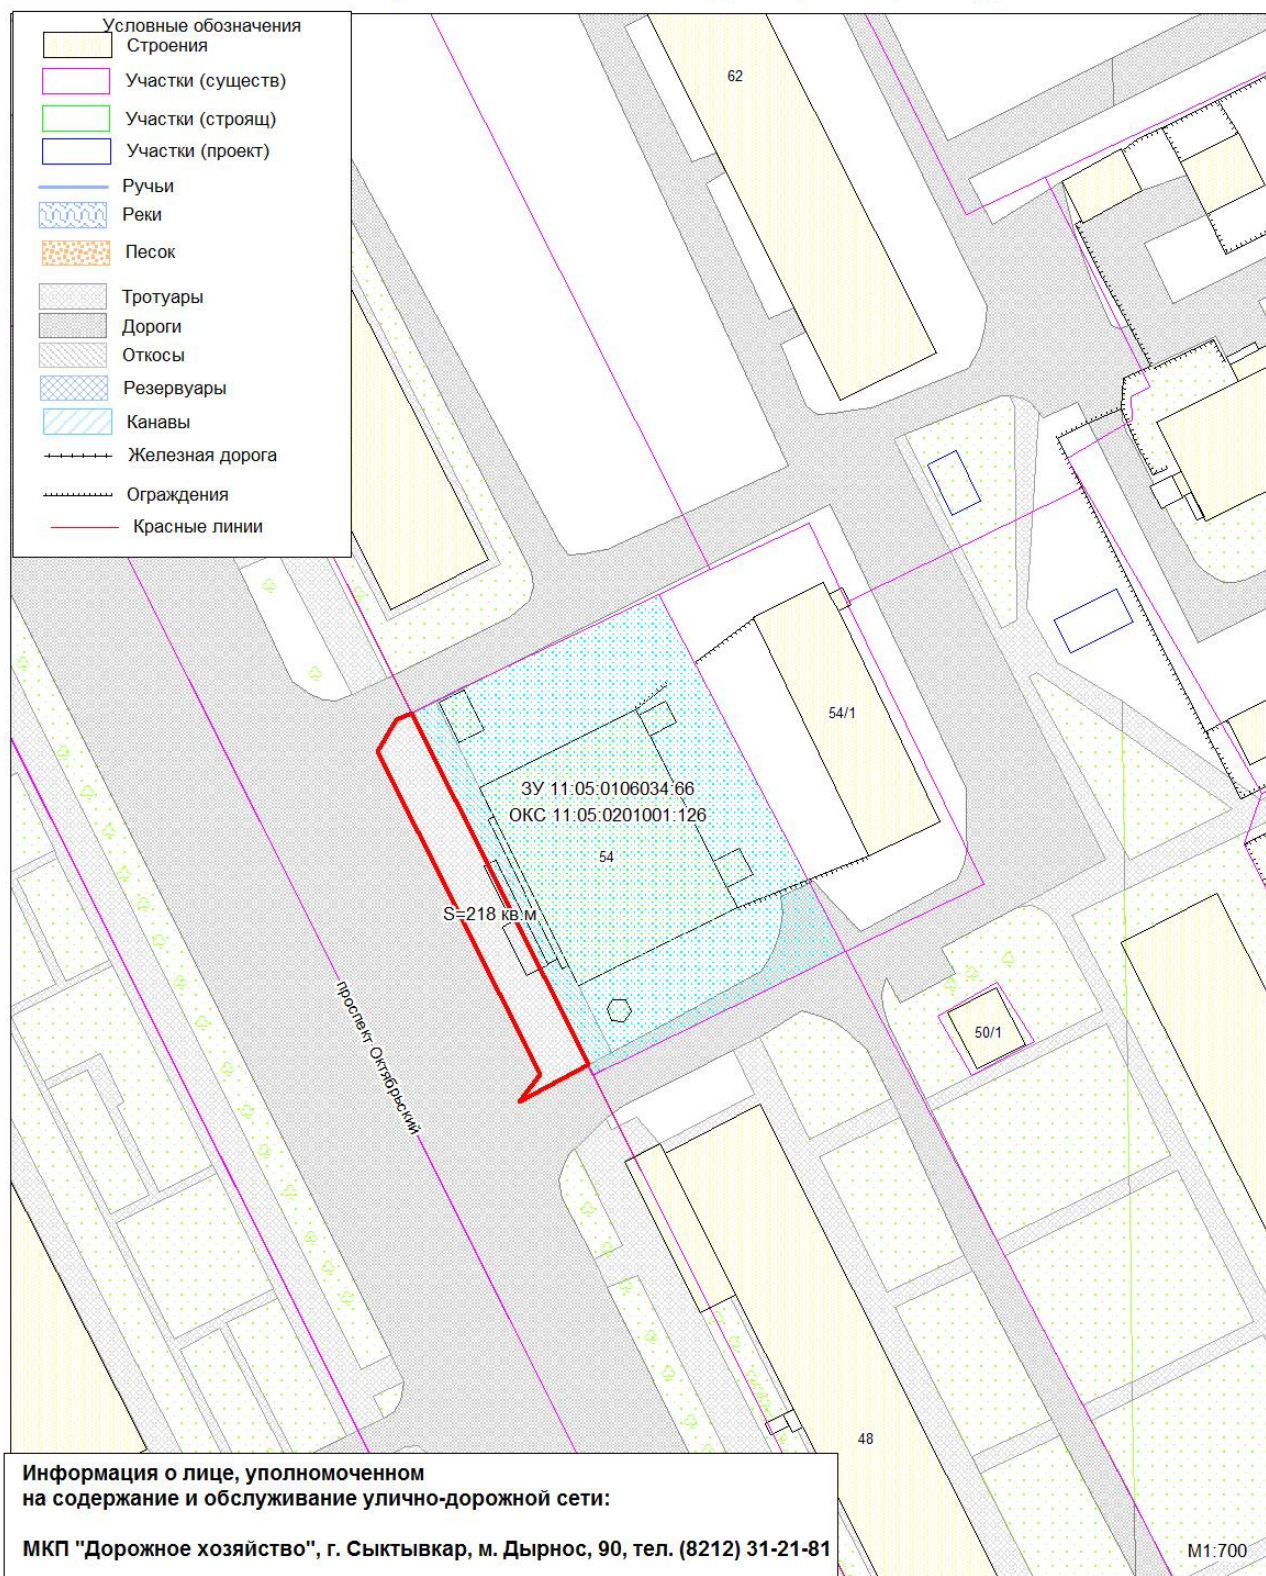 Условные обозначения
Строения
Участки (существ)
Участки (строящ)
Участки (проект)
Ручьи
Реки
Песок
Тротуары
Дороги
Откосы
Резервуары
Канавы
Железная дорога
Ограждения
Красные линии
62
54/1
ЗУ 11:05:0106034:66
ОКС 11:05:0201001:126
54
S=218 кв.м
проспект Октябрьский
50/1
48
Информация о лице, уполномоченном
на содержание и обслуживание улично-дорожной сети:
МКП "Дорожное хозяйство", г. Сыктывкар, м. Дырнос, 90, тел. (8212) 31-21-81
М1:700